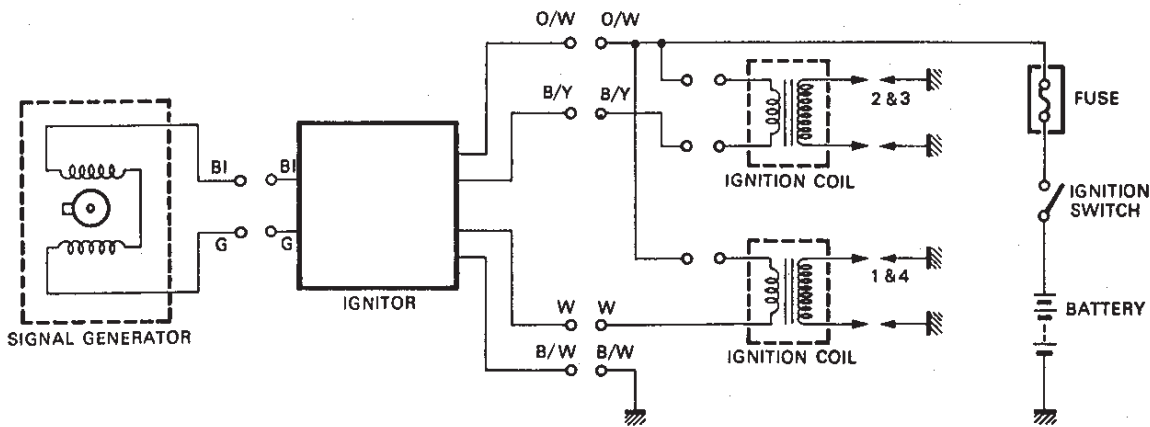 O/W O/W
B/Y B/Y
2 & 3
FUSE
BI BI
IGNITION COIL
IGNITION
SWITCH
G G
1 & 4
IGNITOR
W W
BATTERY
SIGNAL GENERATOR
B/W B/W
IGNITION COIL